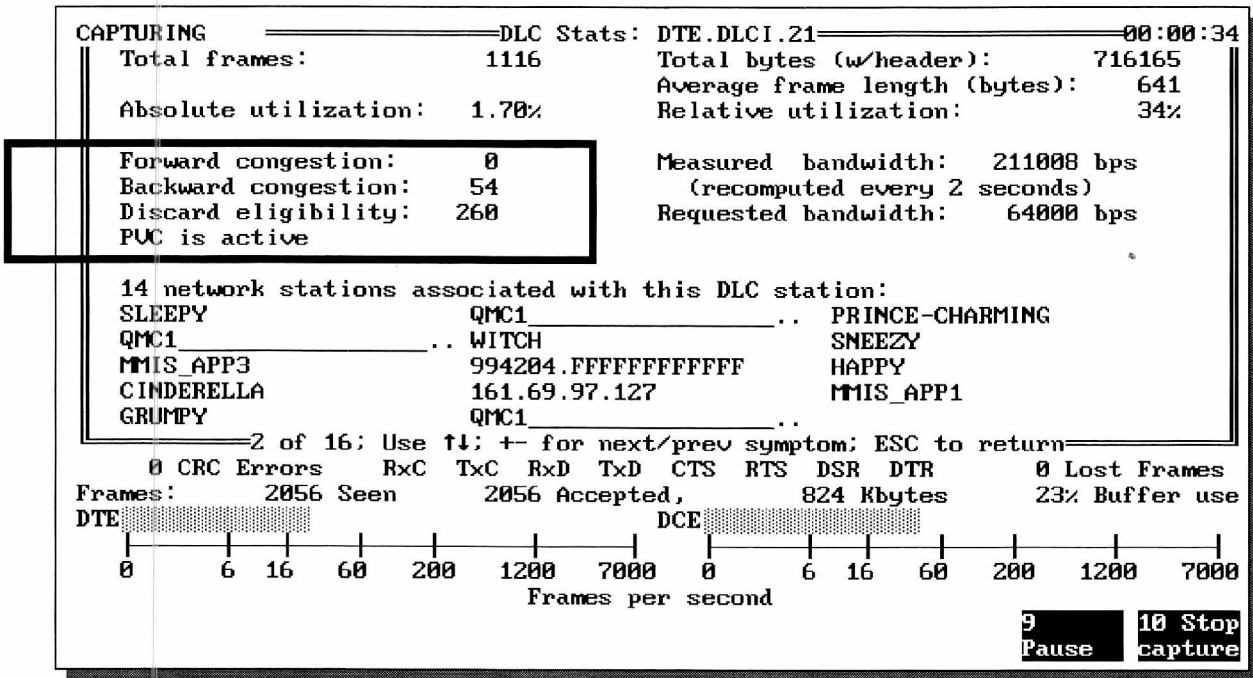 CAPTURING DLC Stats: DTE.DLCI.21 00:00:34
Total frames: 1116 Total bytes (w/header): 716165
Average frame length (bytes): 641
Absolute utilization: 1.70% Relative utilization: 34%
Forward congestion: 0 Measured bandwidth: 211008 bps
Backward congestion: 54 (recomputed every 2 seconds)
Discard eligibility: 260 Requested bandwidth: 64000 bps
PVC is active
14 network stations associated with this DLC station:
SLEEPY QMC1_________________.. PRINCE-CHARMING
QMC1_________________.. WITCH SNEEZY
MMIS_APP3 994204.FFFFFFFFFFFF HAPPY
CINDERELLA 161.69.97.127 MMIS_APP1
GRUMPY QMC1_________________..
2 of 16; Use ↑↓; +- for next/prev symptom; ESC to return
0 CRC Errors RxC TxC RxD TxD CTS RTS DSR DTR 0 Lost Frames
Frames: 2056 Seen 2056 Accepted, 824 Kbytes 23% Buffer use
DTE DCE
0 6 16 60 200 1200 7000 0 6 16 60 200 1200 7000
Frames per second
9 10 Stop
Pause capture